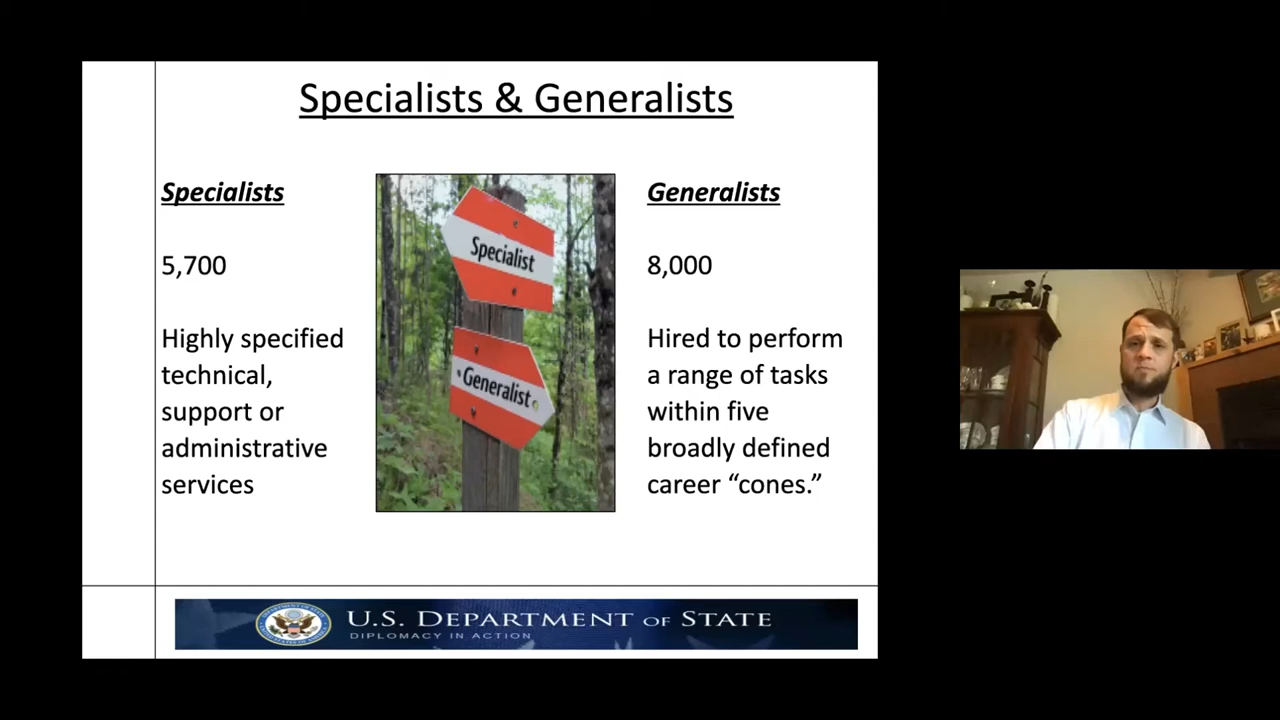 Specialists & Generalists
Specialists
5,700
Highly specified
technical,
support or
administrative
services
Specialist
Generalist
Generalists
8,000
Hired to perform
a range of tasks
within five
broadly defined
career “cones.”
U.S. DEPARTMENT OF STATE
DIPLOMACY IN ACTION